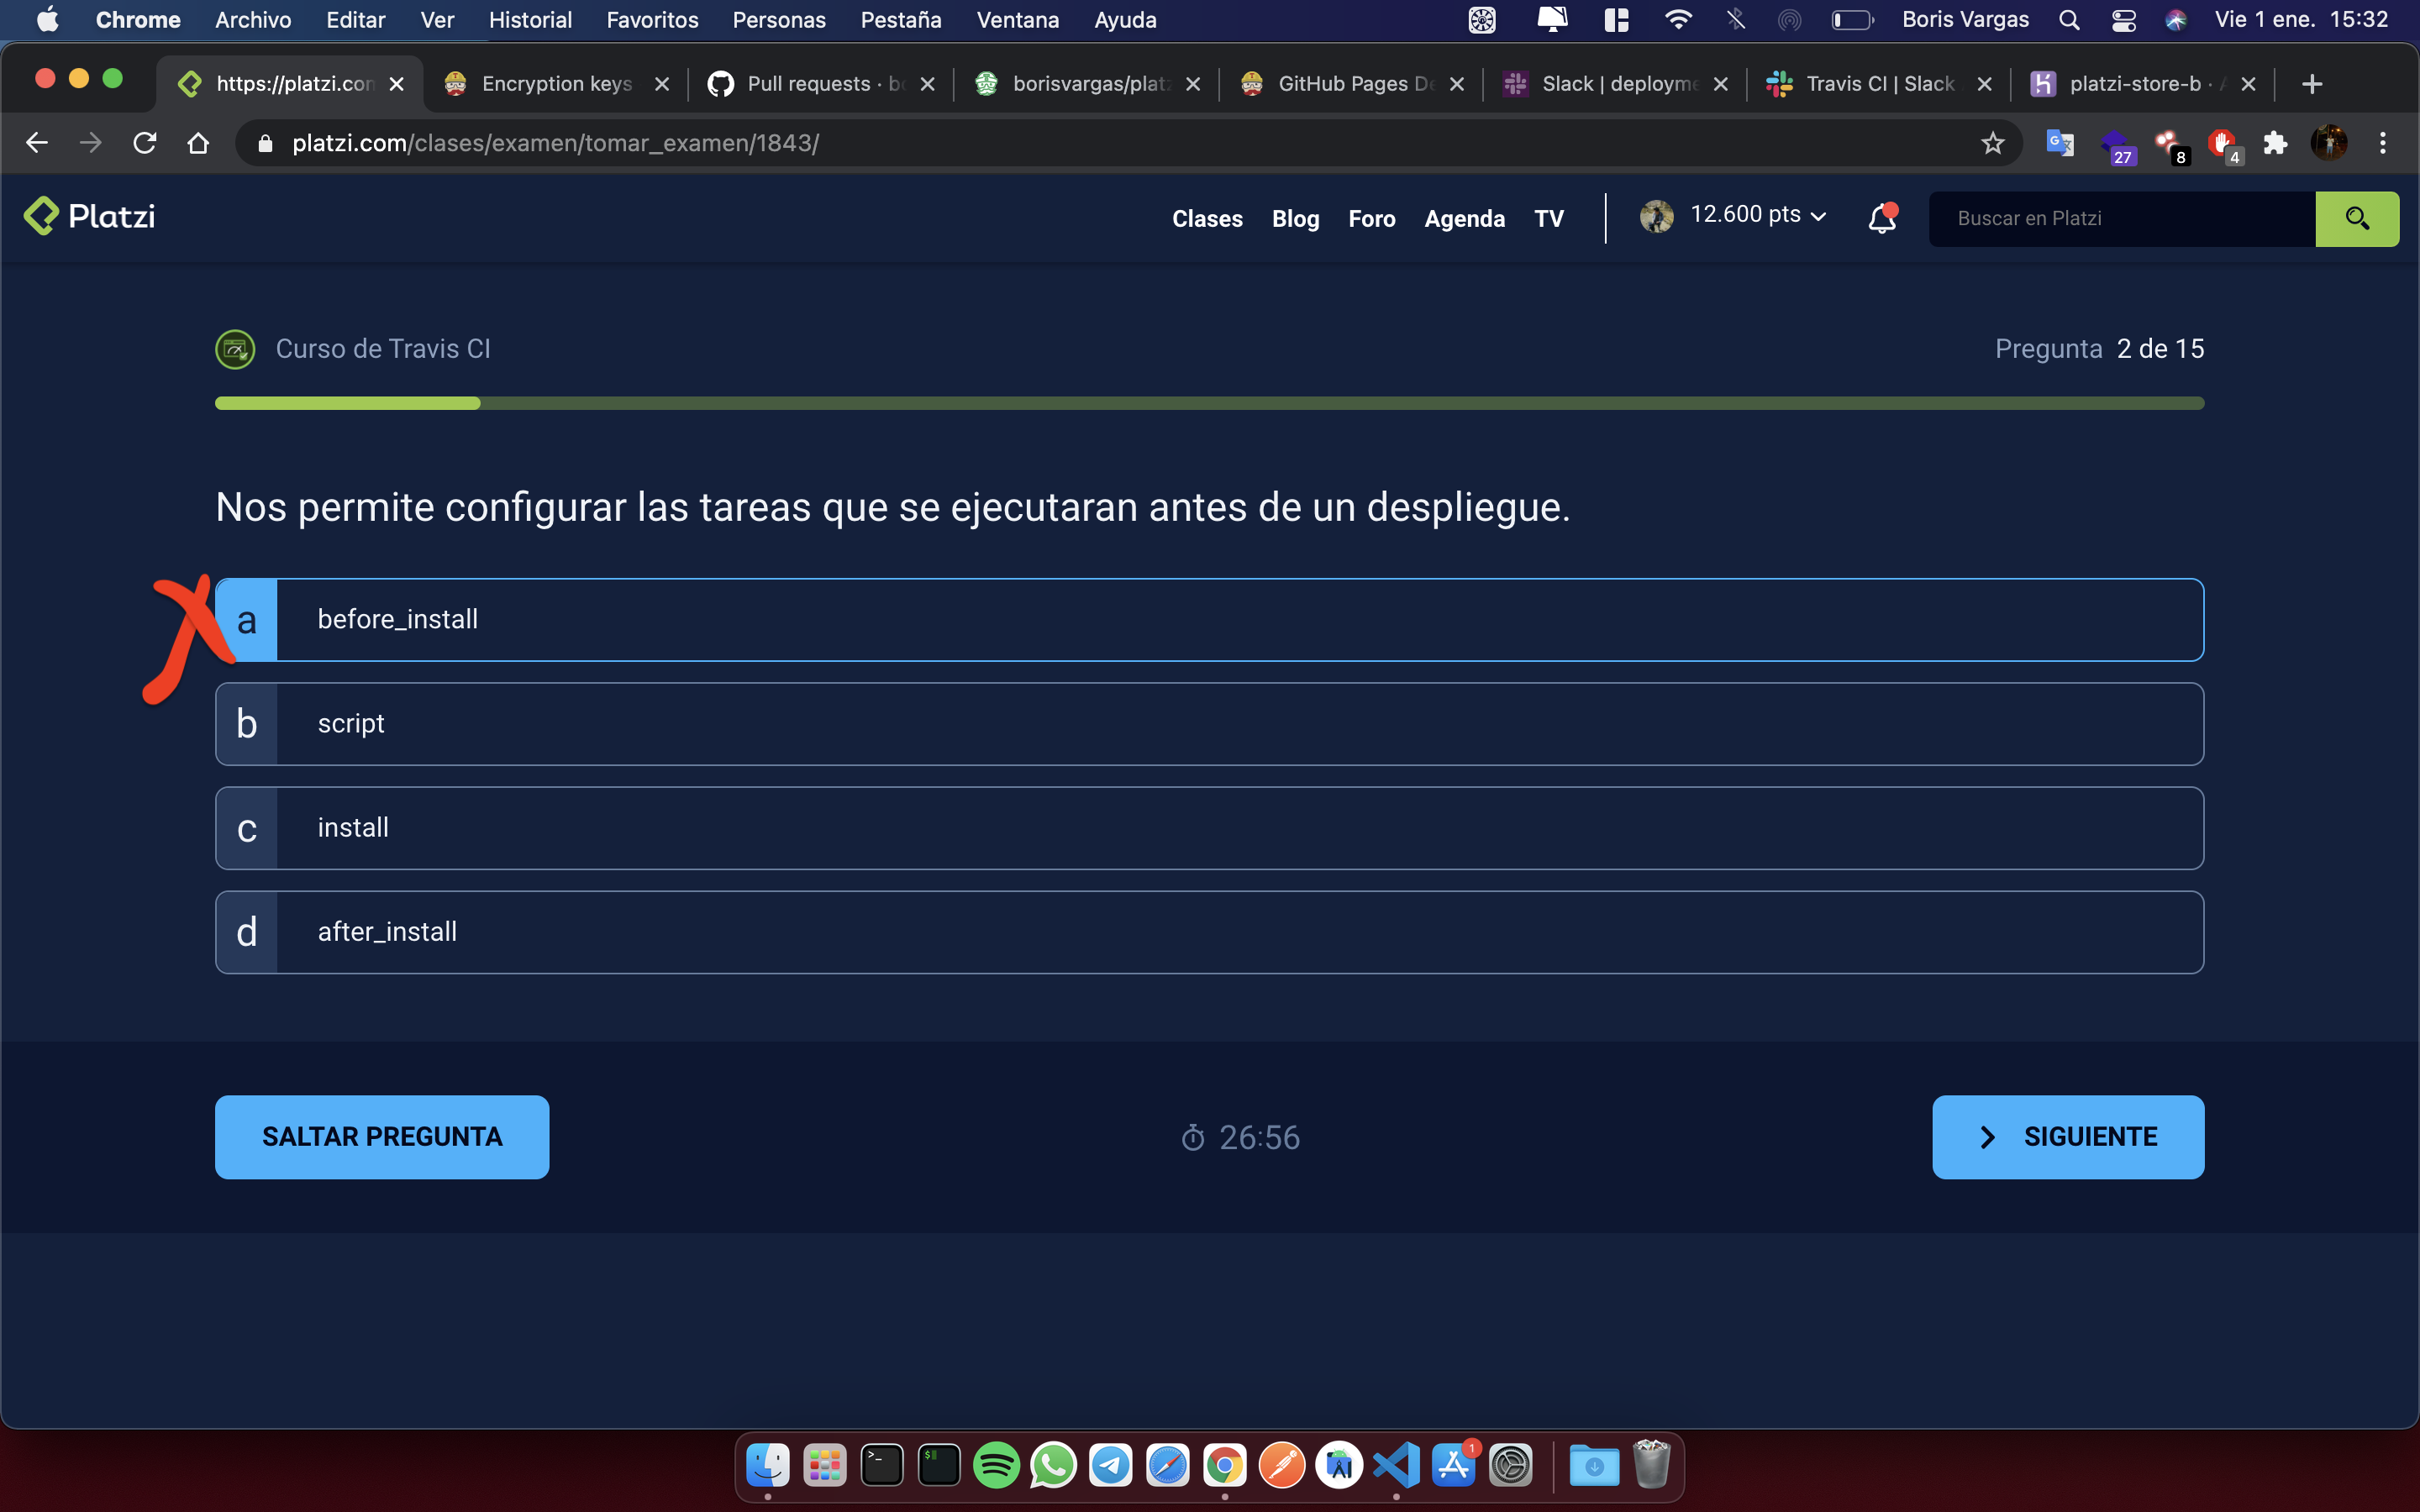 Chrome Archivo Editar Ver Historial Favoritos Personas Pestaña Ventana Ayuda Boris Vargas Vie 1 ene. 15:32
https://platzi.con Encryption keys Pull requests · bo borisvargas/platz GitHub Pages De Slack | deployme Travis CI | Slack platzi-store-b ·
platzi.com/clases/examen/tomar_examen/1843/ 27 8 4
Platzi Clases Blog Foro Agenda TV 12.600 pts Buscar en Platzi
Curso de Travis CI Pregunta 2 de 15
Nos permite configurar las tareas que se ejecutaran antes de un despliegue.
a before_install
b script
c install
d after_install
SALTAR PREGUNTA 26:56 SIGUIENTE
1